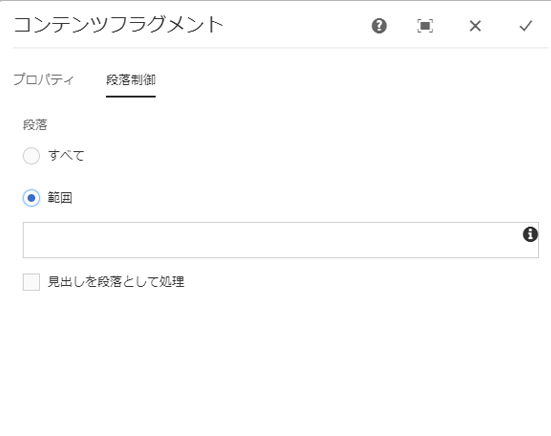 コンテンツフラグメント
プロパティ 段落制御
段落
すべて
範囲
見出しを段落として処理